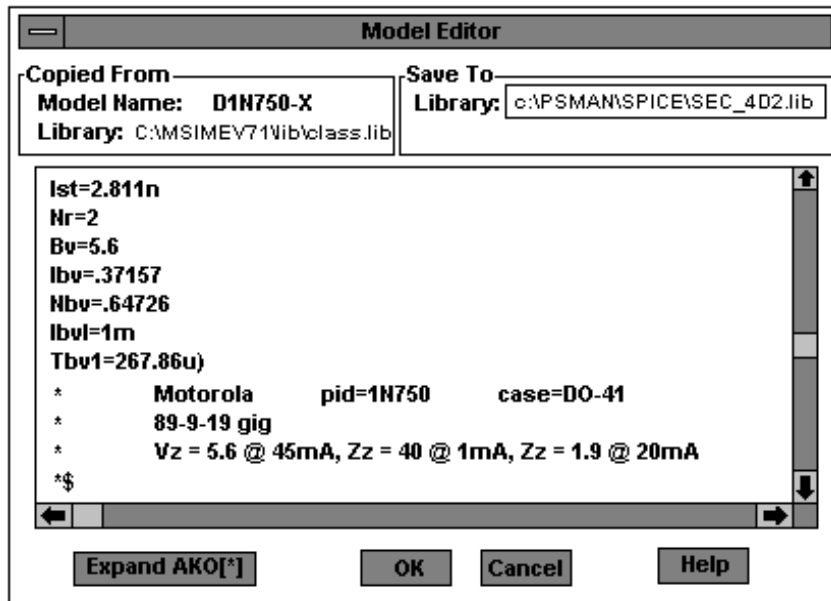 Model Editor
Copied From
Model Name: D1N750-X
Library: C:\MSIMEV71\lib\class.lib
Save To
Library: c:\PSMAN\SPICE\SEC_4D2.lib
Ist=2.811n
Nr=2
Bv=5.6
Ibv=.37157
Nbv=.64726
Ibvl=1m
Tbv1=267.86u)
* Motorola pid=1N750 case=DO-41
* 89-9-19 gig
* Vz = 5.6 @ 45mA, Zz = 40 @ 1mA, Zz = 1.9 @ 20mA
*$
Expand AKO[*] OK Cancel Help